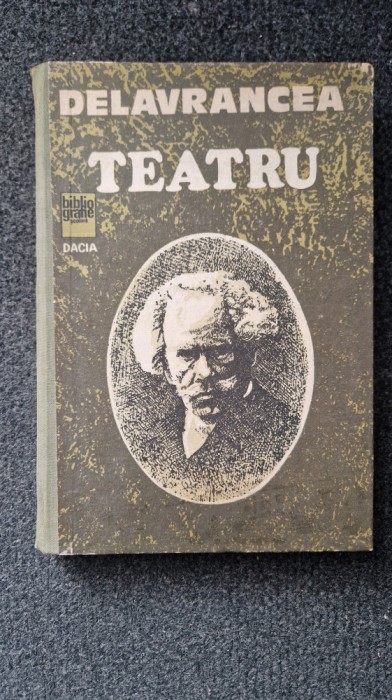 DELAVRANCEA
TEATRU
biblio
grafie
DACIA